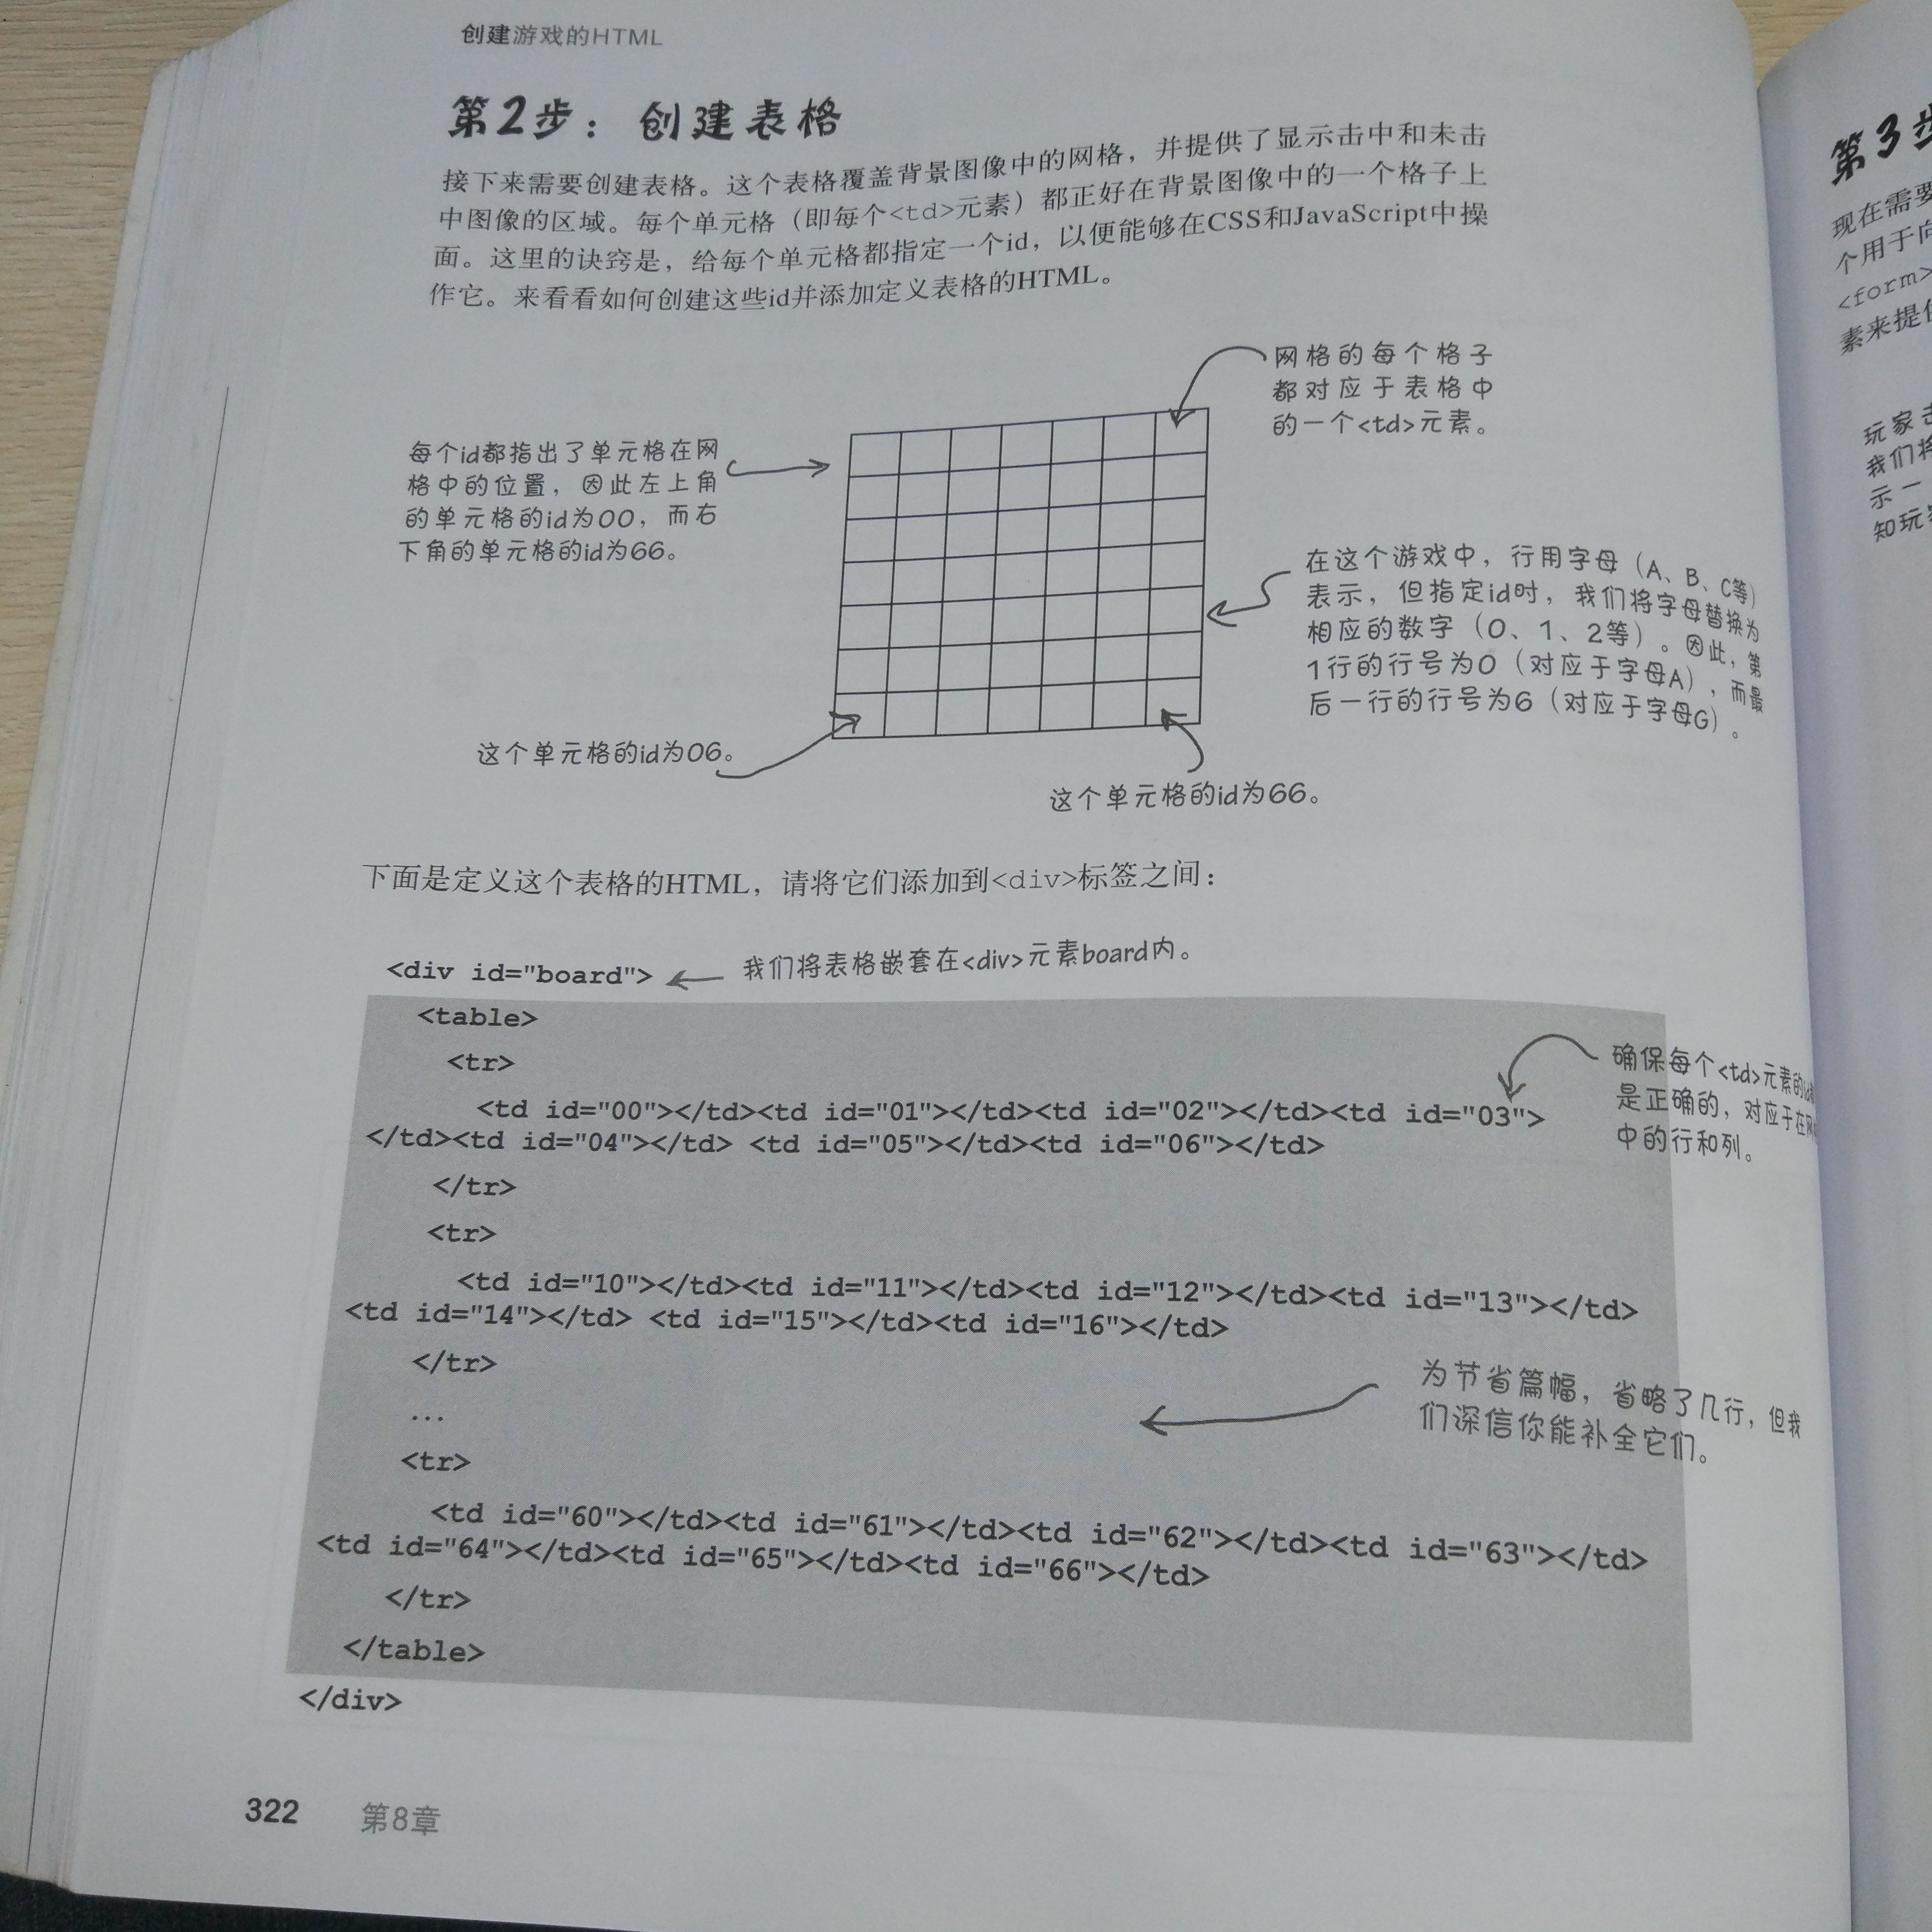 创建游戏的HTML
第2步：创建表格
接下来需要创建表格。这个表格覆盖背景图像中的网格，并提供了显示击中和未击
中图像的区域。每个单元格（即每个<td>元素）都正好在背景图像中的一个格子上
面。这里的诀窍是，给每个单元格都指定一个id，以便能够在CSS和JavaScript中操
作它。来看看如何创建这些id并添加定义表格的HTML。
网格的每个格子
都对应于表格中
的一个<td>元素。
每个id都指出了单元格在网
格中的位置，因此左上角
的单元格的id为00，而右
下角的单元格的id为66。
在这个游戏中，行用字母（A、B、C等）
表示，但指定id时，我们将字母替换为
相应的数字（0、1、2等）。因此，第
1行的行号为0（对应于字母A），而最
后一行的行号为6（对应于字母G）。
这个单元格的id为06。
这个单元格的id为66。
下面是定义这个表格的HTML，请将它们添加到<div>标签之间：
<div id="board">
我们将表格嵌套在<div>元素board内。
<table>
<tr>
<td id="00"></td><td id="01"></td><td id="02"></td><td id="03">
</td><td id="04"></td> <td id="05"></td><td id="06"></td>
确保每个<td>元素的id
是正确的，对应于在
中的行和列。
</tr>
<tr>
<td id="10"></td><td id="11"></td><td id="12"></td><td id="13"></td>
<td id="14"></td> <td id="15"></td><td id="16"></td>
</tr>
...
为节省篇幅，省略了几行，但我
们深信你能补全它们。
<tr>
<td id="60"></td><td id="61"></td><td id="62"></td><td id="63"></td>
<td id="64"></td><td id="65"></td><td id="66"></td>
</tr>
</table>
</div>
322 第8章
第3步
现在需要
个用于向
<form>
素来提供
玩家
我们将
示一
知玩家